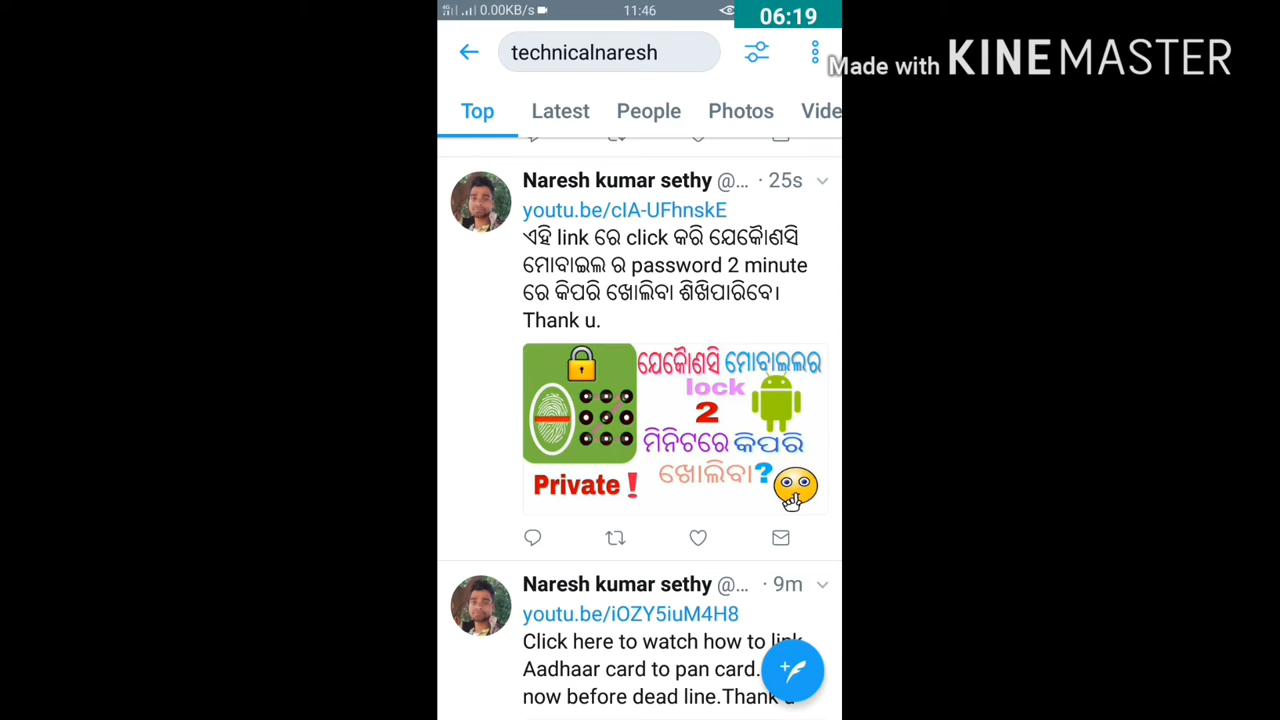 0.00KB/s 11:46 06:19
technicalnaresh
Made with KINEMASTER
Top Latest People Photos Vide
Naresh kumar sethy @... · 25s
youtu.be/cIA-UFhnskE
ଏହି link ରେ click କରି ଯେକୌଣସି
ମୋବାଇଲ ର password 2 minute
ରେ କିପରି ଖୋଲିବା ଶିଖିପାରିବେ।
Thank u.
ଯେକୌଣସି ମୋବାଇଲର
lock
2
ମିନିଟରେ କିପରି
ଖୋଲିବା?
Private!
Naresh kumar sethy @... · 9m
youtu.be/iOZY5iuM4H8
Click here to watch how to link
Aadhaar card to pan card.
now before dead line.Thank u